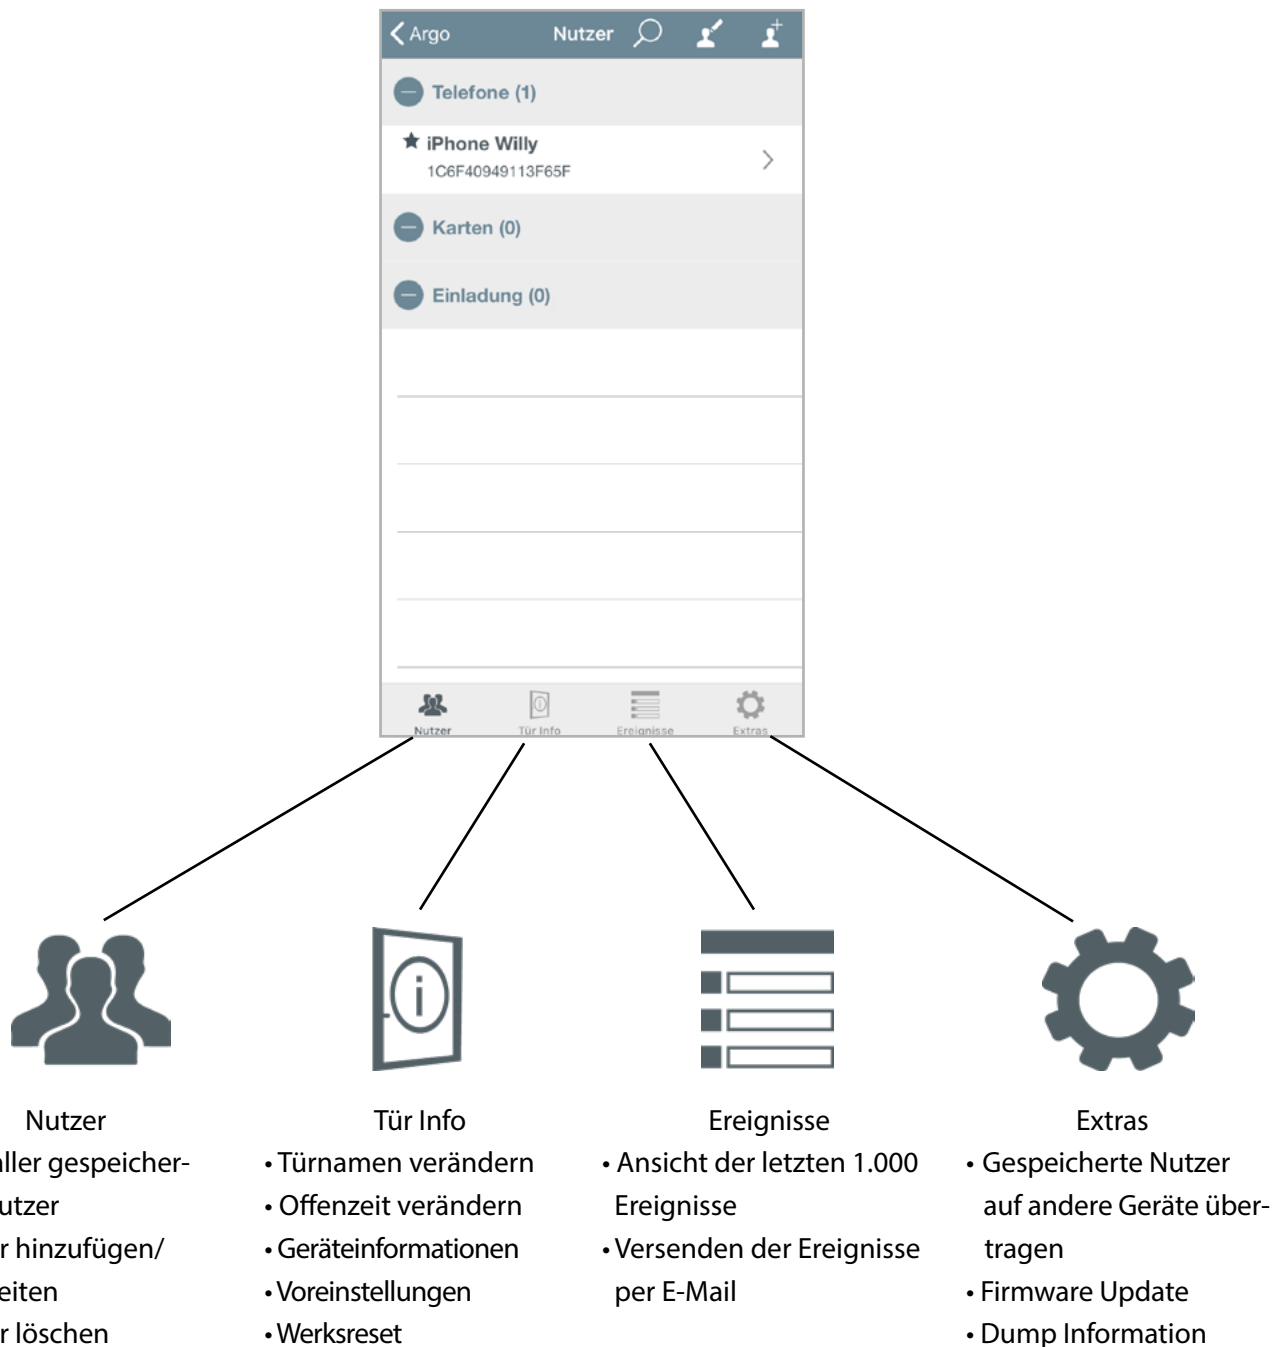 Argo
Nutzer
Telefone (1)
iPhone Willy
1C6F40949113F65F
Karten (0)
Einladung (0)
Nutzer
Tür Info
Ereignisse
Extras
Nutzer
aller gespeicher-
utzer
r hinzufügen/
eiten
r löschen
Tür Info
• Türnamen verändern
• Offenzeit verändern
• Geräteinformationen
• Voreinstellungen
• Werksreset
Ereignisse
• Ansicht der letzten 1.000
Ereignisse
• Versenden der Ereignisse
per E-Mail
Extras
• Gespeicherte Nutzer
auf andere Geräte über-
tragen
• Firmware Update
• Dump Information